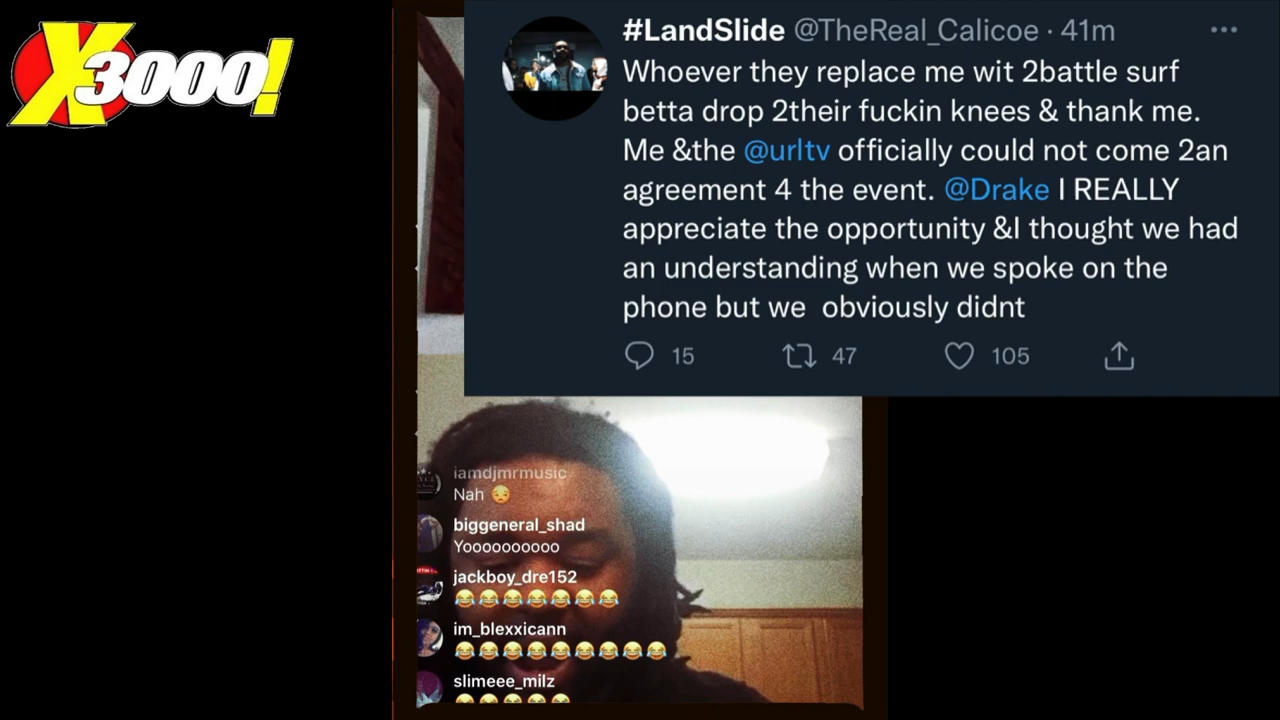 X3000!
#LandSlide @TheReal_Calicoe · 41m
Whoever they replace me wit 2battle surf
betta drop 2their fuckin knees & thank me.
Me &the @urltv officially could not come 2an
agreement 4 the event. @Drake I REALLY
appreciate the opportunity &I thought we had
an understanding when we spoke on the
phone but we  obviously didnt
15 47 105
iamdjmrmusic
Nah 😔
biggeneral_shad
Yoooooooooo
jackboy_dre152
😂😂😂😂😂😂😂
im_blexxicann
😂😂😂😂😂😂😂😂😂
slimeee_milz
😂😂😂😂😂